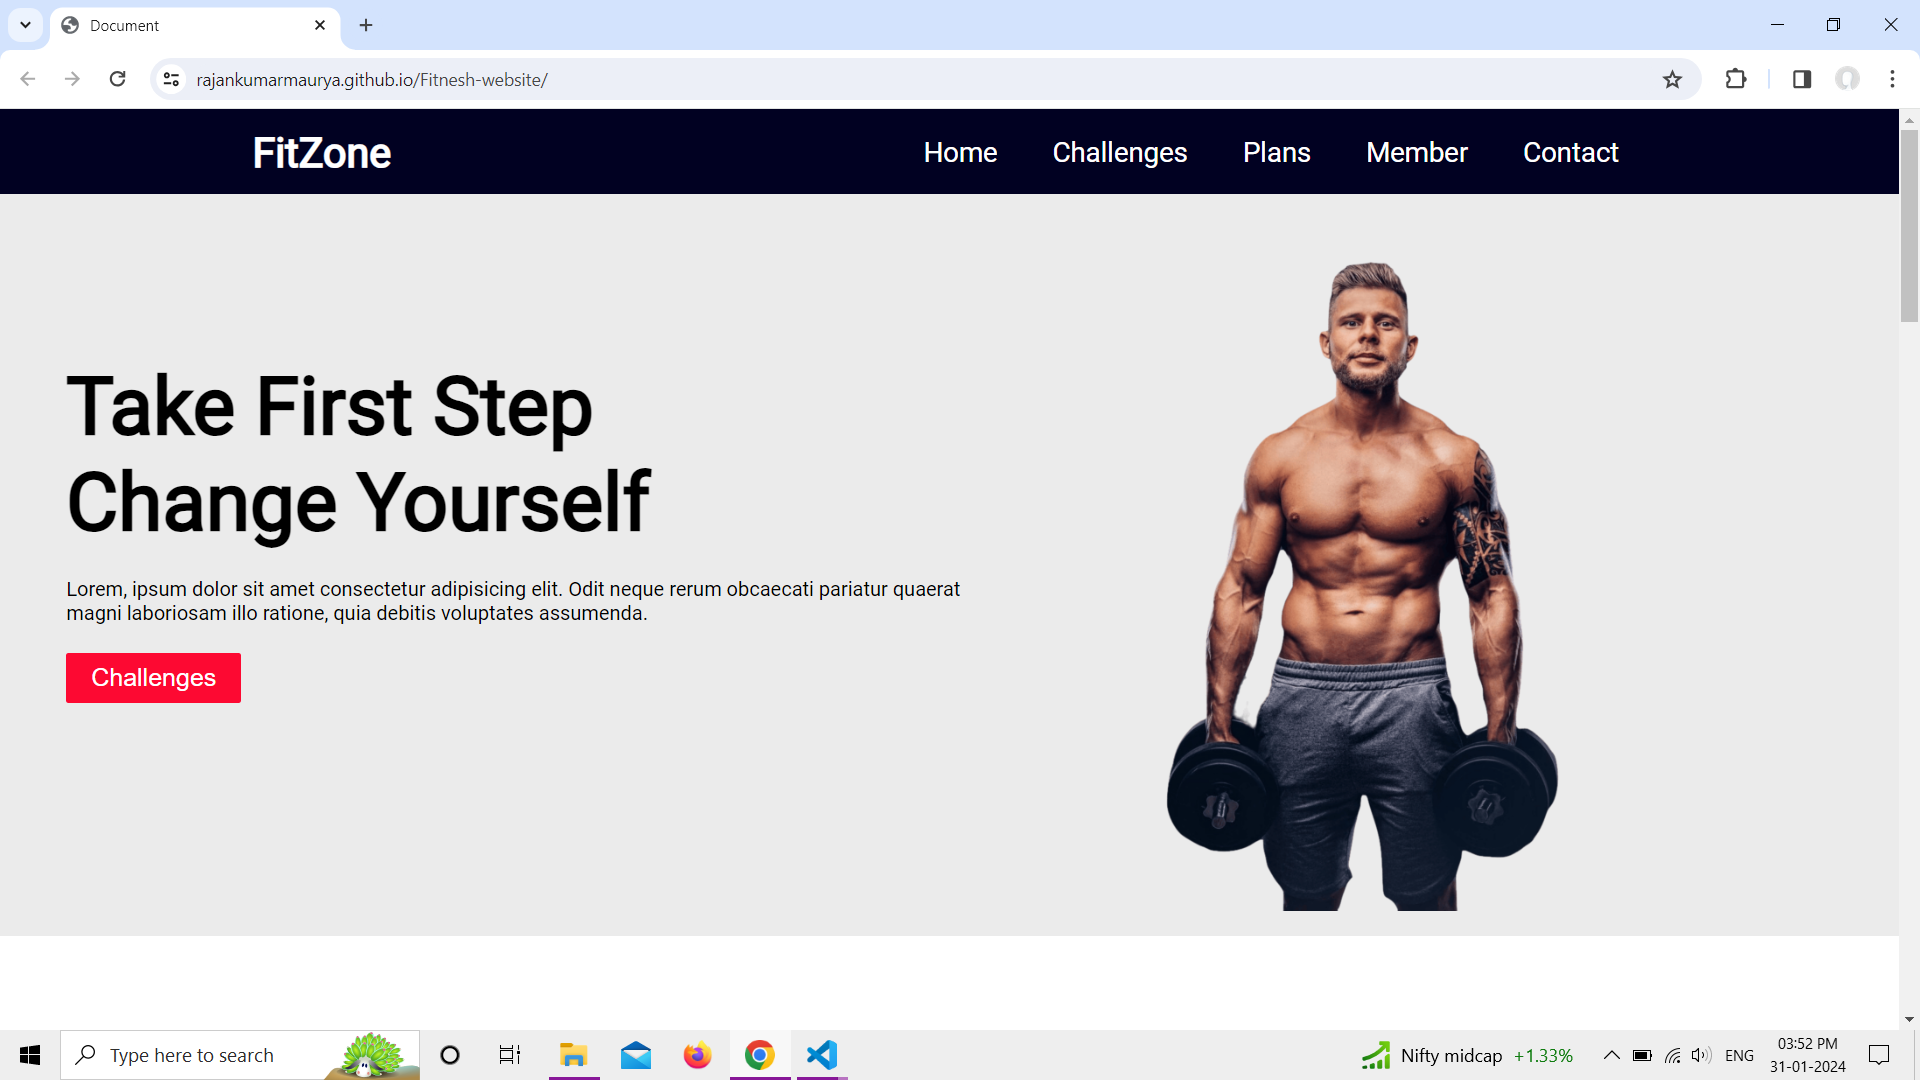 Document
rajankumarmaurya.github.io/Fitnesh-website/
FitZone
Home Challenges Plans Member Contact
Take First Step
Change Yourself
Lorem, ipsum dolor sit amet consectetur adipisicing elit. Odit neque rerum obcaecati pariatur quaerat
magni laboriosam illo ratione, quia debitis voluptates assumenda.
Challenges
Type here to search
Nifty midcap +1.33%
ENG
03:52 PM
31-01-2024